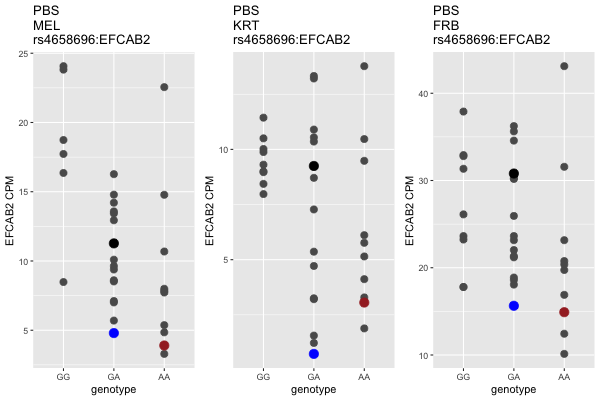 PBS
MEL
rs4658696:EFCAB2
25
20
15
10
5
EFCAB2 CPM
GG GA AA
genotype
PBS
KRT
rs4658696:EFCAB2
10
5
EFCAB2 CPM
GG GA AA
genotype
PBS
FRB
rs4658696:EFCAB2
40
30
20
10
EFCAB2 CPM
GG GA AA
genotype